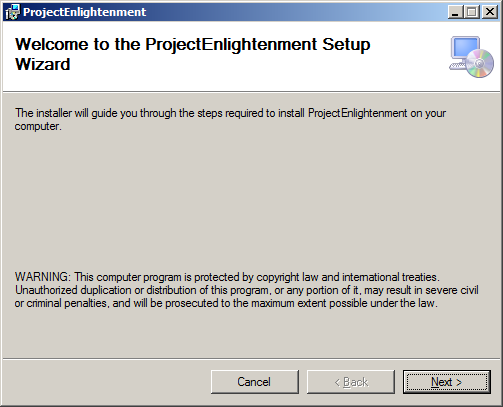 ProjectEnlightenment
Welcome to the ProjectEnlightenment Setup
Wizard
The installer will guide you through the steps required to install ProjectEnlightenment on your
computer.
WARNING: This computer program is protected by copyright law and international treaties.
Unauthorized duplication or distribution of this program, or any portion of it, may result in severe civil
or criminal penalties, and will be prosecuted to the maximum extent possible under the law.
Cancel
< Back
Next >